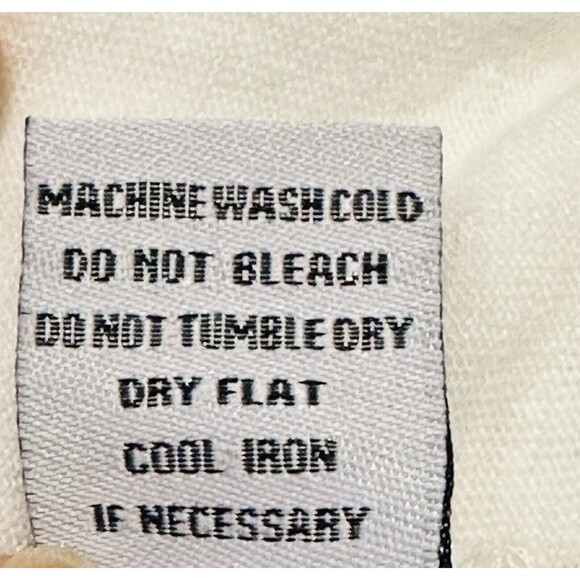 MACHINE WASH COLD
DO NOT BLEACH
DO NOT TUMBLE DRY
DRY FLAT
COOL IRON
IF NECESSARY